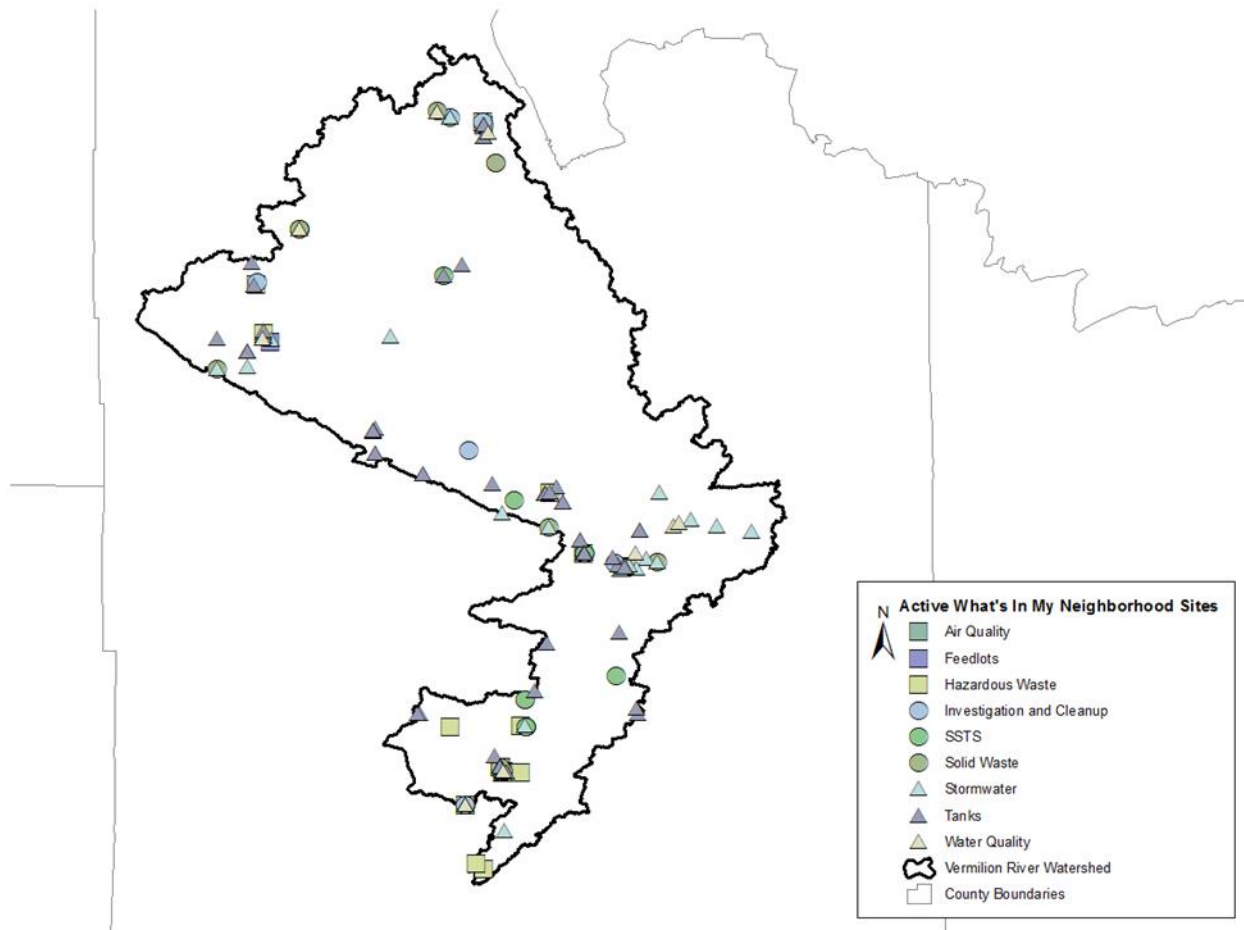 Active What's In My Neighborhood Sites
N
Air Quality
Feedlots
Hazardous Waste
Investigation and Cleanup
SSTS
Solid Waste
Stormwater
Tanks
Water Quality
Vermilion River Watershed
County Boundaries